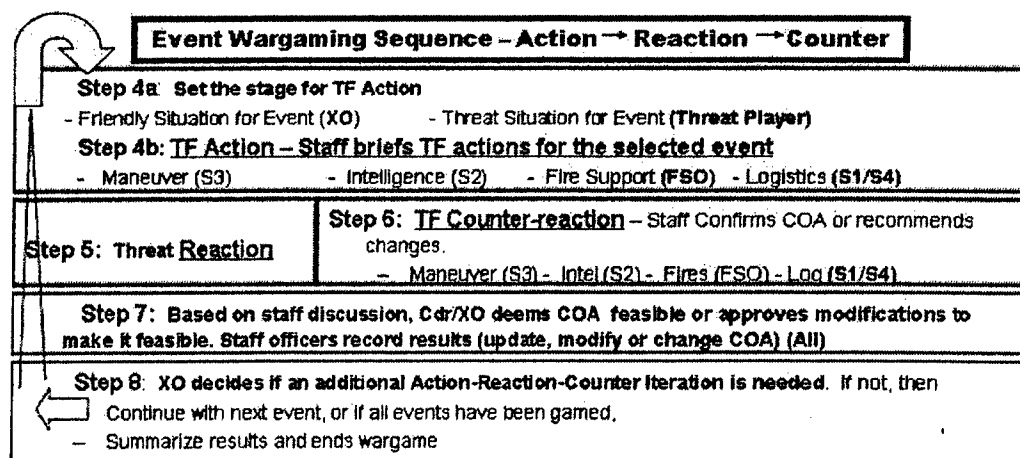 Event Wargaming Sequence – Action → Reaction → Counter
Step 4a: Set the stage for TF Action
- Friendly Situation for Event (XO) - Threat Situation for Event (Threat Player)
Step 4b: TF Action – Staff briefs TF actions for the selected event
- Maneuver (S3) - Intelligence (S2) - Fire Support (FSO) - Logistics (S1/S4)
Step 5: Threat Reaction
Step 6: TF Counter-reaction – Staff Confirms COA or recommends
changes.
– Maneuver (S3) - Intel (S2) - Fires (FSO) - Log (S1/S4)
Step 7: Based on staff discussion, Cdr/XO deems COA feasible or approves modifications to
make it feasible. Staff officers record results (update, modify or change COA) (All)
Step 8: XO decides if an additional Action-Reaction-Counter Iteration is needed. If not, then
Continue with next event, or if all events have been gamed,
– Summarize results and ends wargame